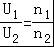 U₁/U₂ = n₁/n₂